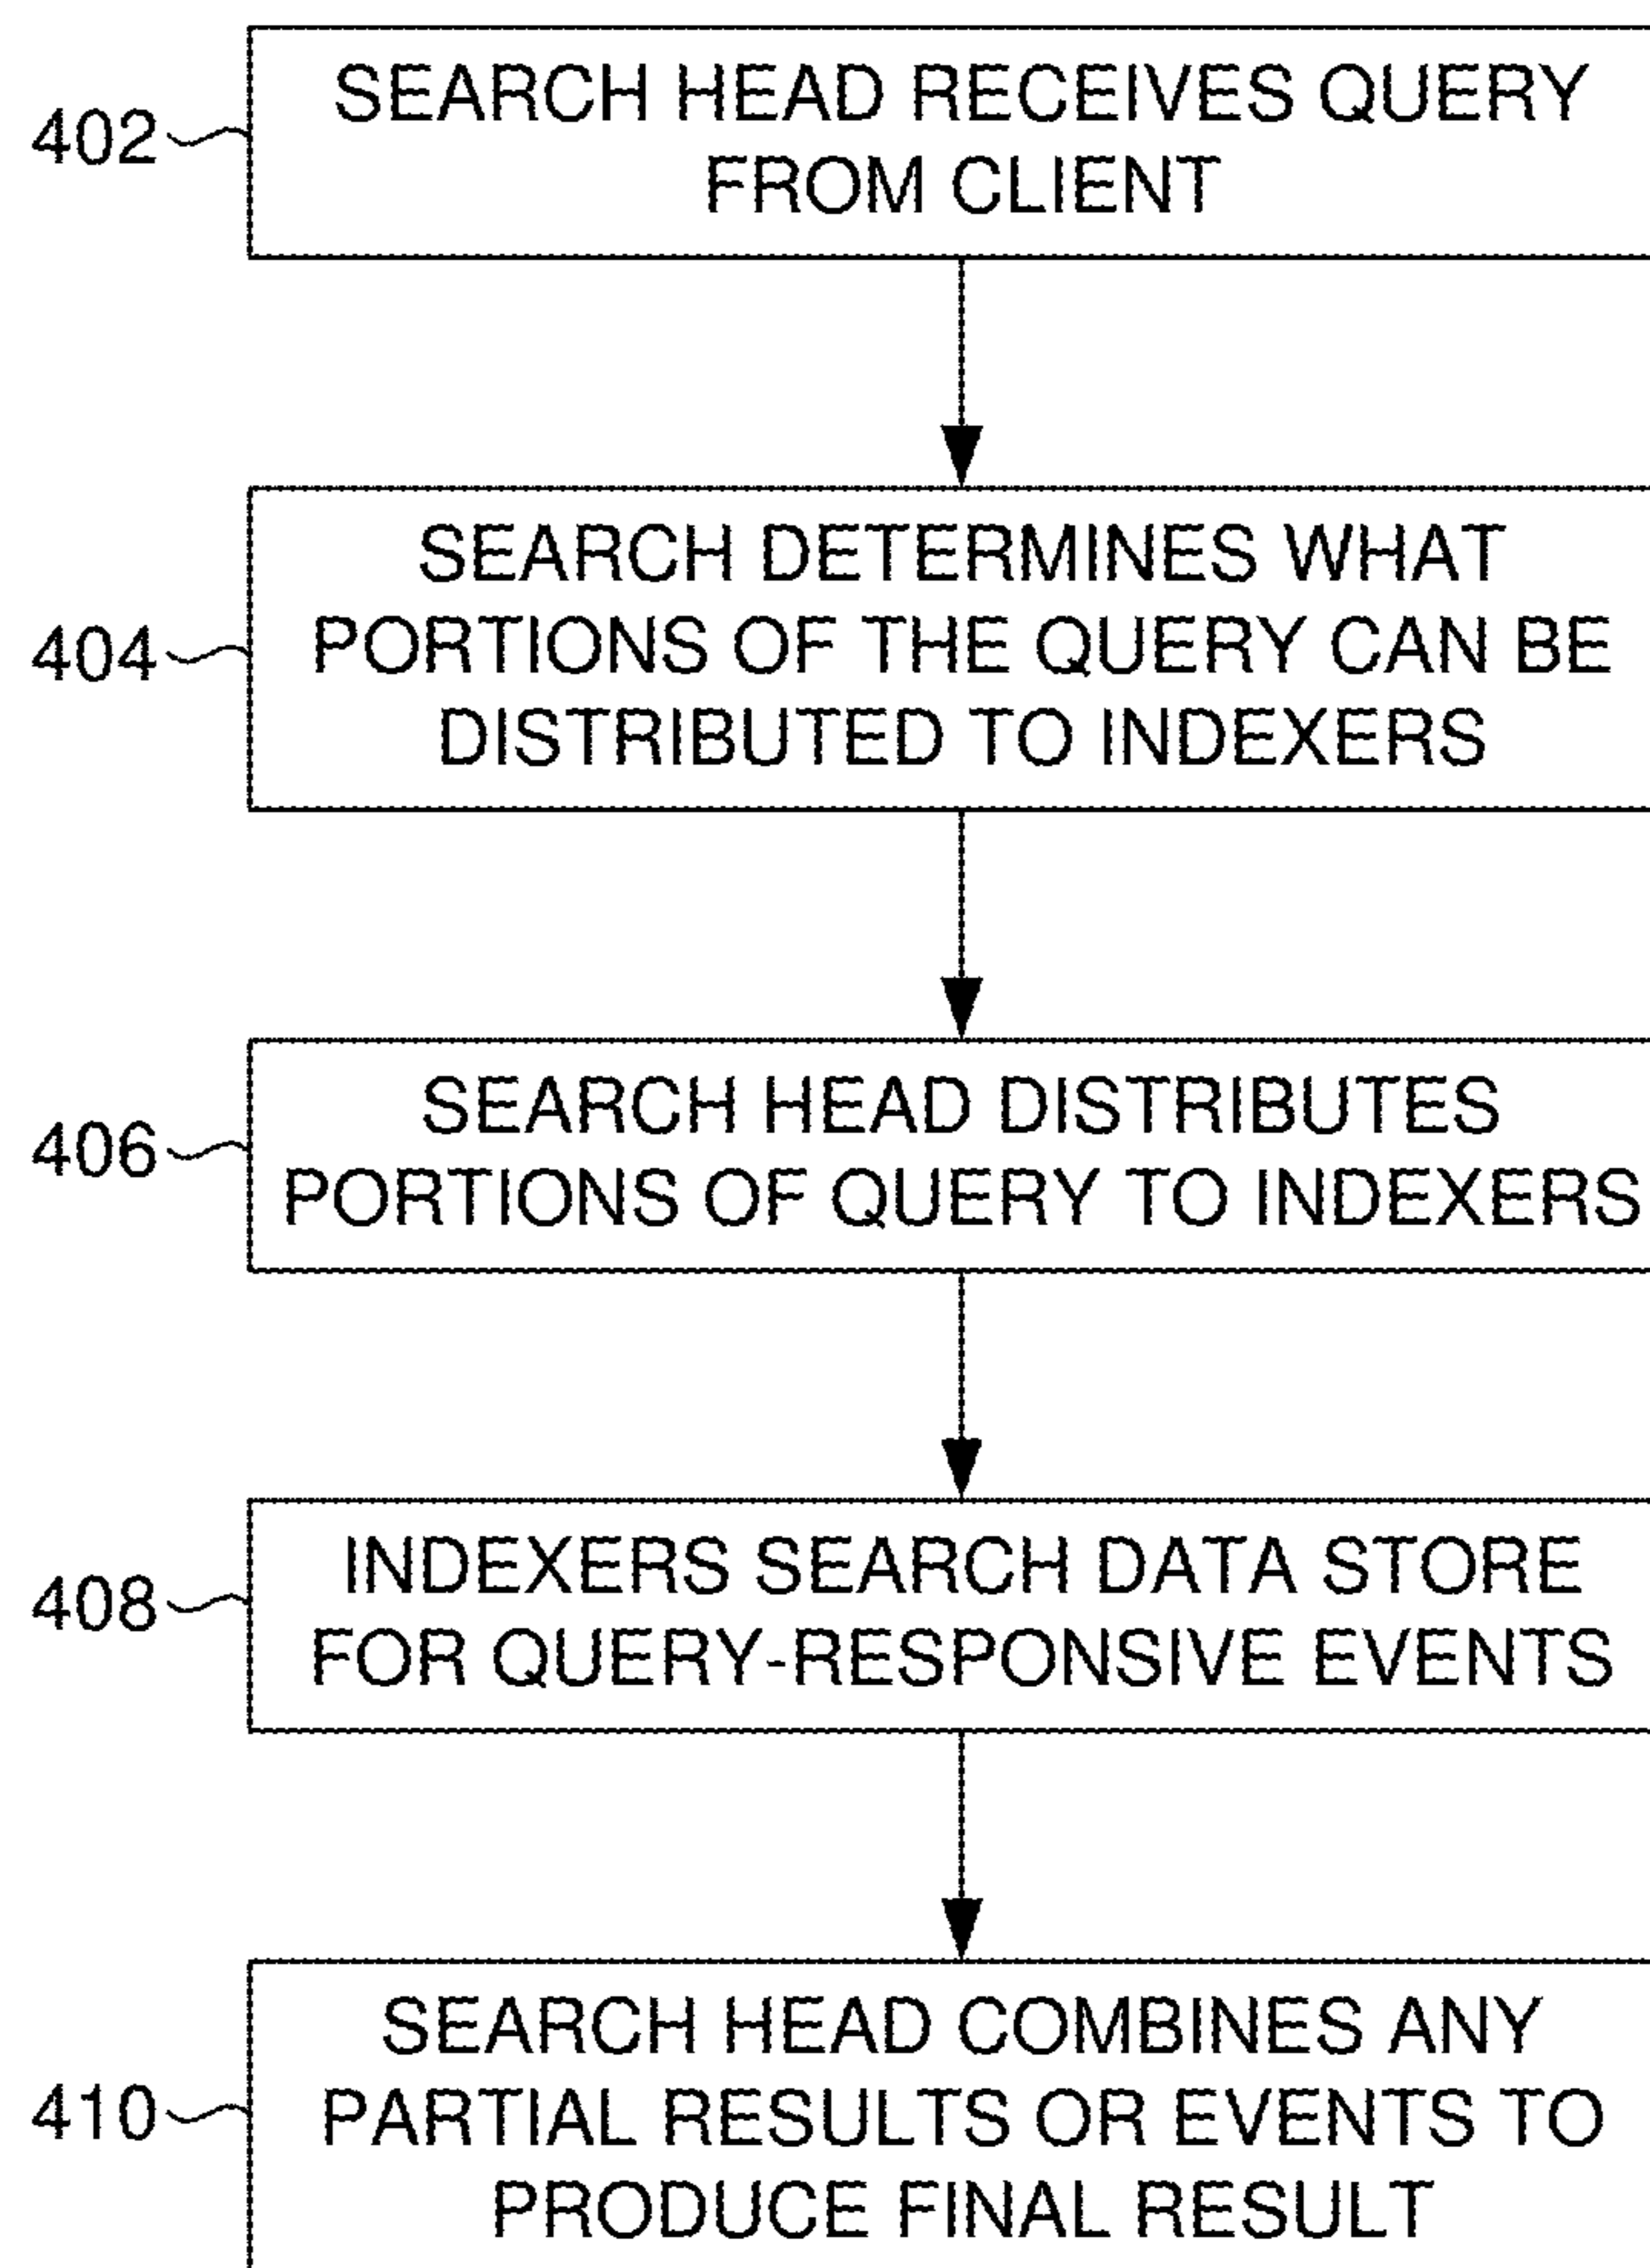 402
SEARCH HEAD RECEIVES QUERY
FROM CLIENT
404
SEARCH DETERMINES WHAT
PORTIONS OF THE QUERY CAN BE
DISTRIBUTED TO INDEXERS
406
SEARCH HEAD DISTRIBUTES
PORTIONS OF QUERY TO INDEXERS
408
INDEXERS SEARCH DATA STORE
FOR QUERY-RESPONSIVE EVENTS
410
SEARCH HEAD COMBINES ANY
PARTIAL RESULTS OR EVENTS TO
PRODUCE FINAL RESULT